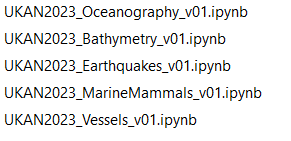 UKAN2023_Oceanography_v01.ipynb
UKAN2023_Bathymetry_v01.ipynb
UKAN2023_Earthquakes_v01.ipynb
UKAN2023_MarineMammals_v01.ipynb
UKAN2023_Vessels_v01.ipynb